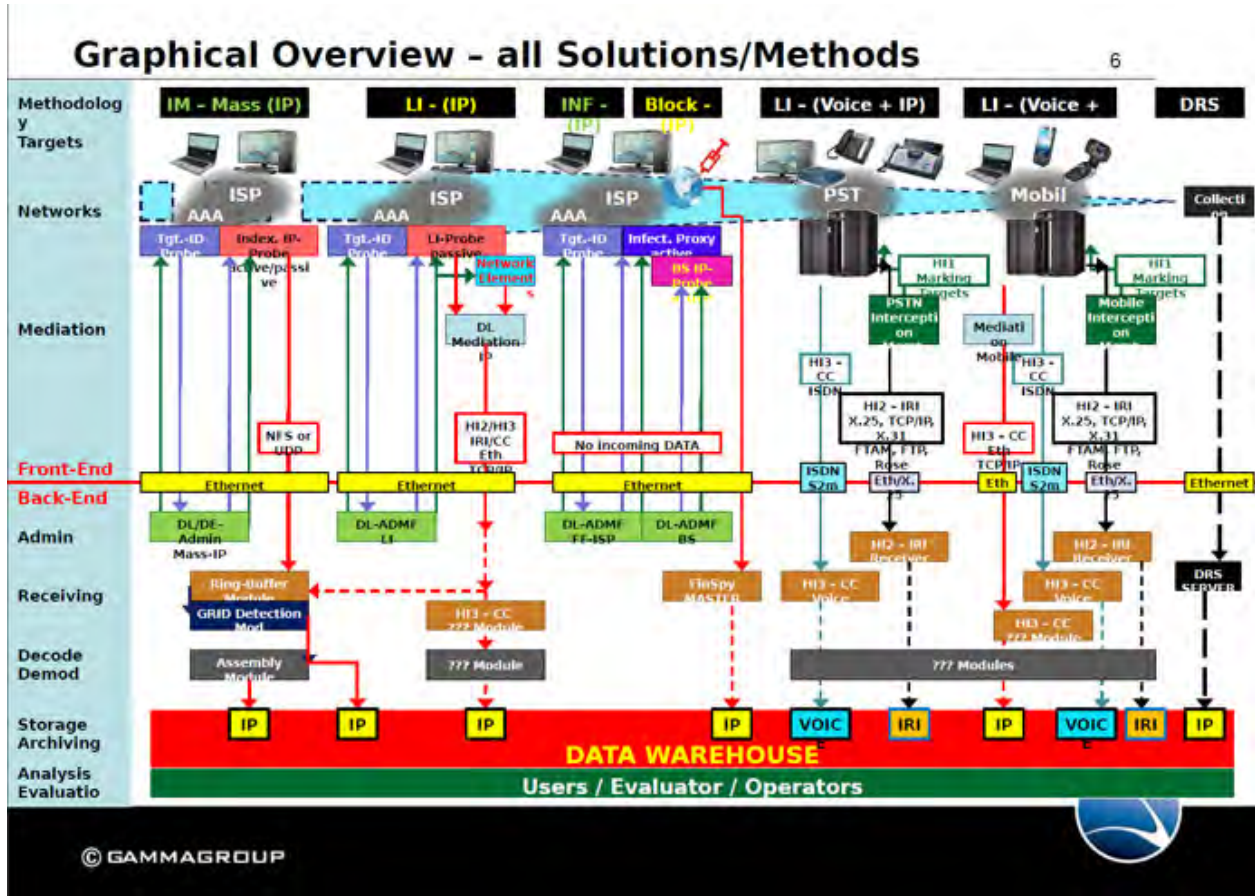 Graphical Overview – all Solutions/Methods
6
Methodolog
y
Targets
IM – Mass (IP)
LI - (IP)
INF -
(IP)
Block -
(IP)
LI – (Voice + IP)
LI – (Voice +
DRS
Networks
ISP
AAA
ISP
AAA
ISP
AAA
PST
Mobil
Collecti
on
Tgt.-ID
Probe
Index. IP-
Probe
active/passi
ve
Tgt.-ID
Probe
LI-Probe
passive
Network
Element
s
Tgt.-ID
Probe
Infect. Proxy
active
BS IP-
Probe
HI1
Marking
Targets
HI1
Marking
Targets
Mediation
DL
Mediation
IP
PSTN
Intercepti
on
Mediati
on
Mobile
Mobile
Intercepti
on
HI3 –
CC
ISDN
HI3 –
CC
ISDN
NFS or
UDP
HI2/HI3
IRI/CC
Eth
TCP/IP
No incoming DATA
HI2 – IRI
X.25, TCP/IP,
X.31
FTAM, FTP,
Rose
HI3 – CC
Eth
TCP/IP
HI2 – IRI
X.25, TCP/IP,
X.31
FTAM, FTP,
Rose
Front-End
Back-End
Ethernet
Ethernet
Ethernet
ISDN
S2m
Eth/X.
25
Eth
ISDN
S2m
Eth/X.
25
Ethernet
Admin
DL/DE-
Admin
Mass-IP
DL-ADMF
LI
DL-ADMF
FF-ISP
DL-ADMF
BS
HI2 – IRI
Receiver
HI2 – IRI
Receiver
Receiving
Ring-Buffer
Module
GRID Detection
Mod
HI3 – CC
??? Module
FinSpy
MASTER
HI3 – CC
Voice
HI3 – CC
Voice
HI3 – CC
??? Module
DRS
SERVER
Decode
Demod
Assembly
Module
??? Module
??? Modules
Storage
Archiving
IP
IP
IP
IP
VOIC
E
IRI
IP
VOIC
E
IRI
IP
DATA WAREHOUSE
Analysis
Evaluatio
Users / Evaluator / Operators
© GAMMAGROUP